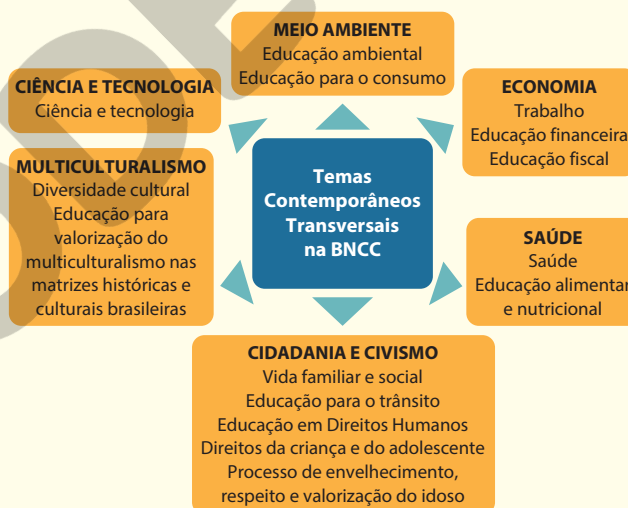 MEIO AMBIENTE
Educação ambiental
Educação para o consumo
CIÊNCIA E TECNOLOGIA
Ciência e tecnologia
ECONOMIA
Trabalho
Educação financeira
Educação fiscal
MULTICULTURALISMO
Diversidade cultural
Educação para
valorização do
multiculturalismo nas
matrizes históricas e
culturais brasileiras
Temas
Contemporâneos
Transversais
na BNCC
SAÚDE
Saúde
Educação alimentar
e nutricional
CIDADANIA E CIVISMO
Vida familiar e social
Educação para o trânsito
Educação em Direitos Humanos
Direitos da criança e do adolescente
Processo de envelhecimento,
respeito e valorização do idoso